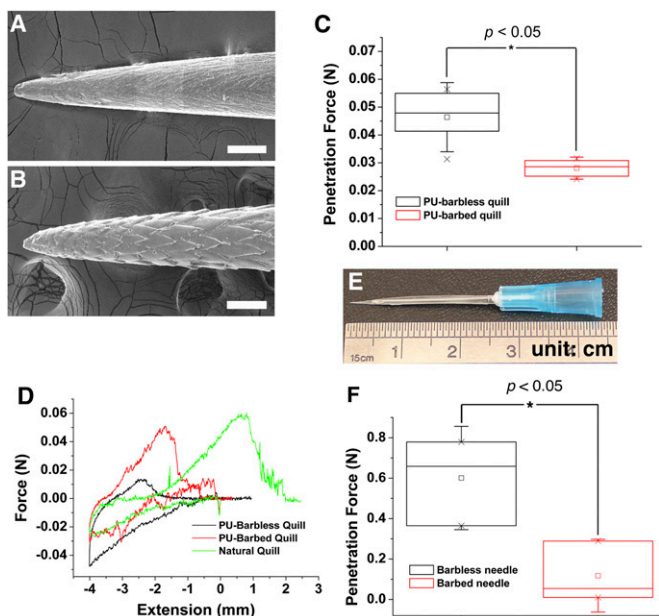 A
B
C
p < 0.05
*
Penetration Force (N)
0.07
0.06
0.05
0.04
0.03
0.02
0.01
0.00
PU-barbless quill
PU-barbed quill
E
15cm 1 2 3 4
unit: cm
D
Force (N)
0.06
0.04
0.02
0.00
-0.02
-0.04
PU-Barbless Quill
PU-Barbed Quill
Natural Quill
-4 -3 -2 -1 0 1 2 3
Extension (mm)
F
p < 0.05
*
Penetration Force (N)
0.8
0.6
0.4
0.2
0.0
Barbless needle
Barbed needle